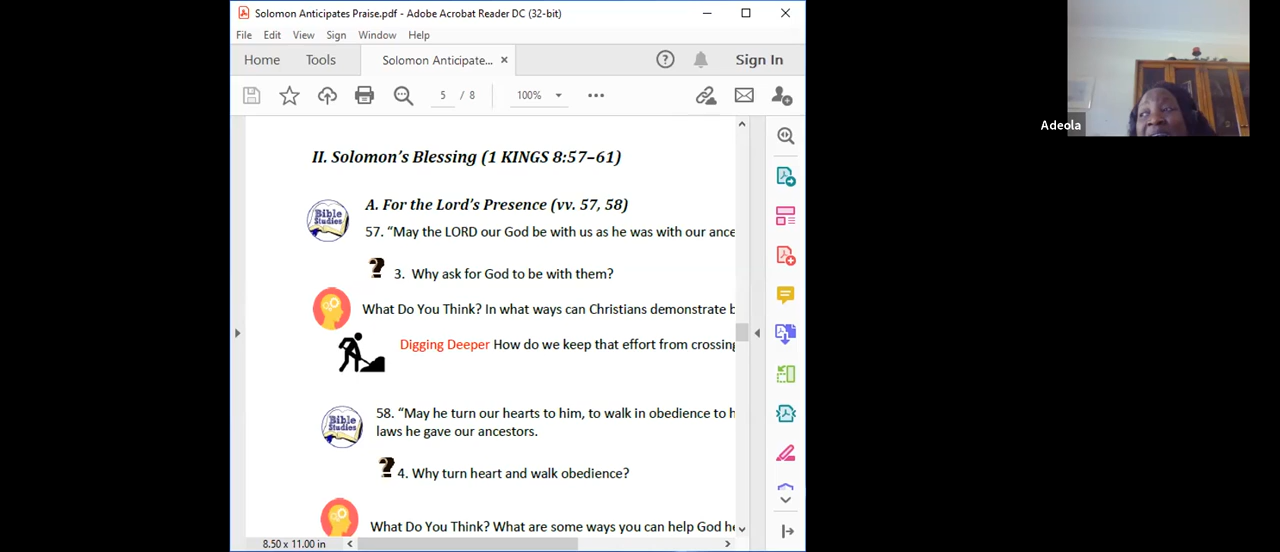 Solomon Anticipates Praise.pdf - Adobe Acrobat Reader DC (32-bit)
File Edit View Sign Window Help
Home Tools Solomon Anticipate... × Sign In
5 / 8 100%
Adeola
II. Solomon's Blessing (1 KINGS 8:57–61)
A. For the Lord's Presence (vv. 57, 58)
Bible Studies
57. "May the LORD our God be with us as he was with our ance
? 3. Why ask for God to be with them?
What Do You Think? In what ways can Christians demonstrate b
Digging Deeper How do we keep that effort from crossing
58. "May he turn our hearts to him, to walk in obedience to h
Bible Studies
laws he gave our ancestors.
? 4. Why turn heart and walk obedience?
What Do You Think? What are some ways you can help God he
8.50 x 11.00 in